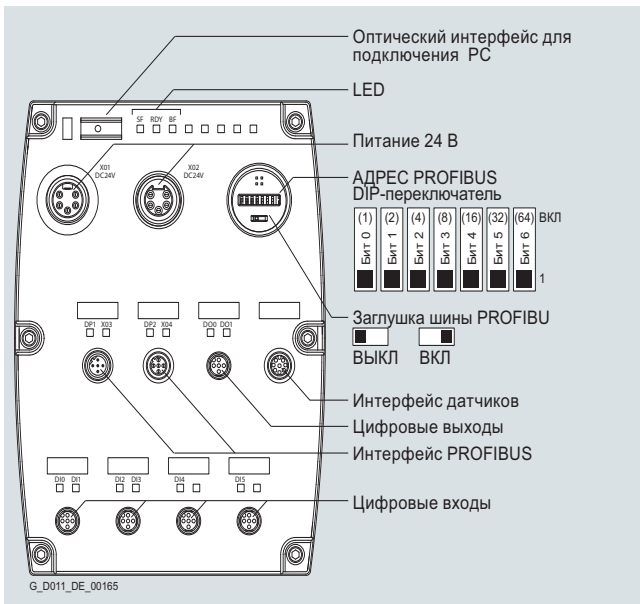 Оптический интерфейс для
подключения PC
LED
SF RDY BF
Питание 24 В
X01
DC24V
X02
DC24V
АДРЕС PROFIBUS
DIP-переключатель
(1) (2) (4) (8) (16) (32) (64) ВКЛ
Бит 0 Бит 1 Бит 2 Бит 3 Бит 4 Бит 5 Бит 6
1
Заглушка шины PROFIBU
ВЫКЛ ВКЛ
DP1 X03 DP2 X04 DO0 DO1
Интерфейс датчиков
Цифровые выходы
Интерфейс PROFIBUS
DI0 DI1 DI2 DI3 DI4 DI5
Цифровые входы
G_D011_DE_00165